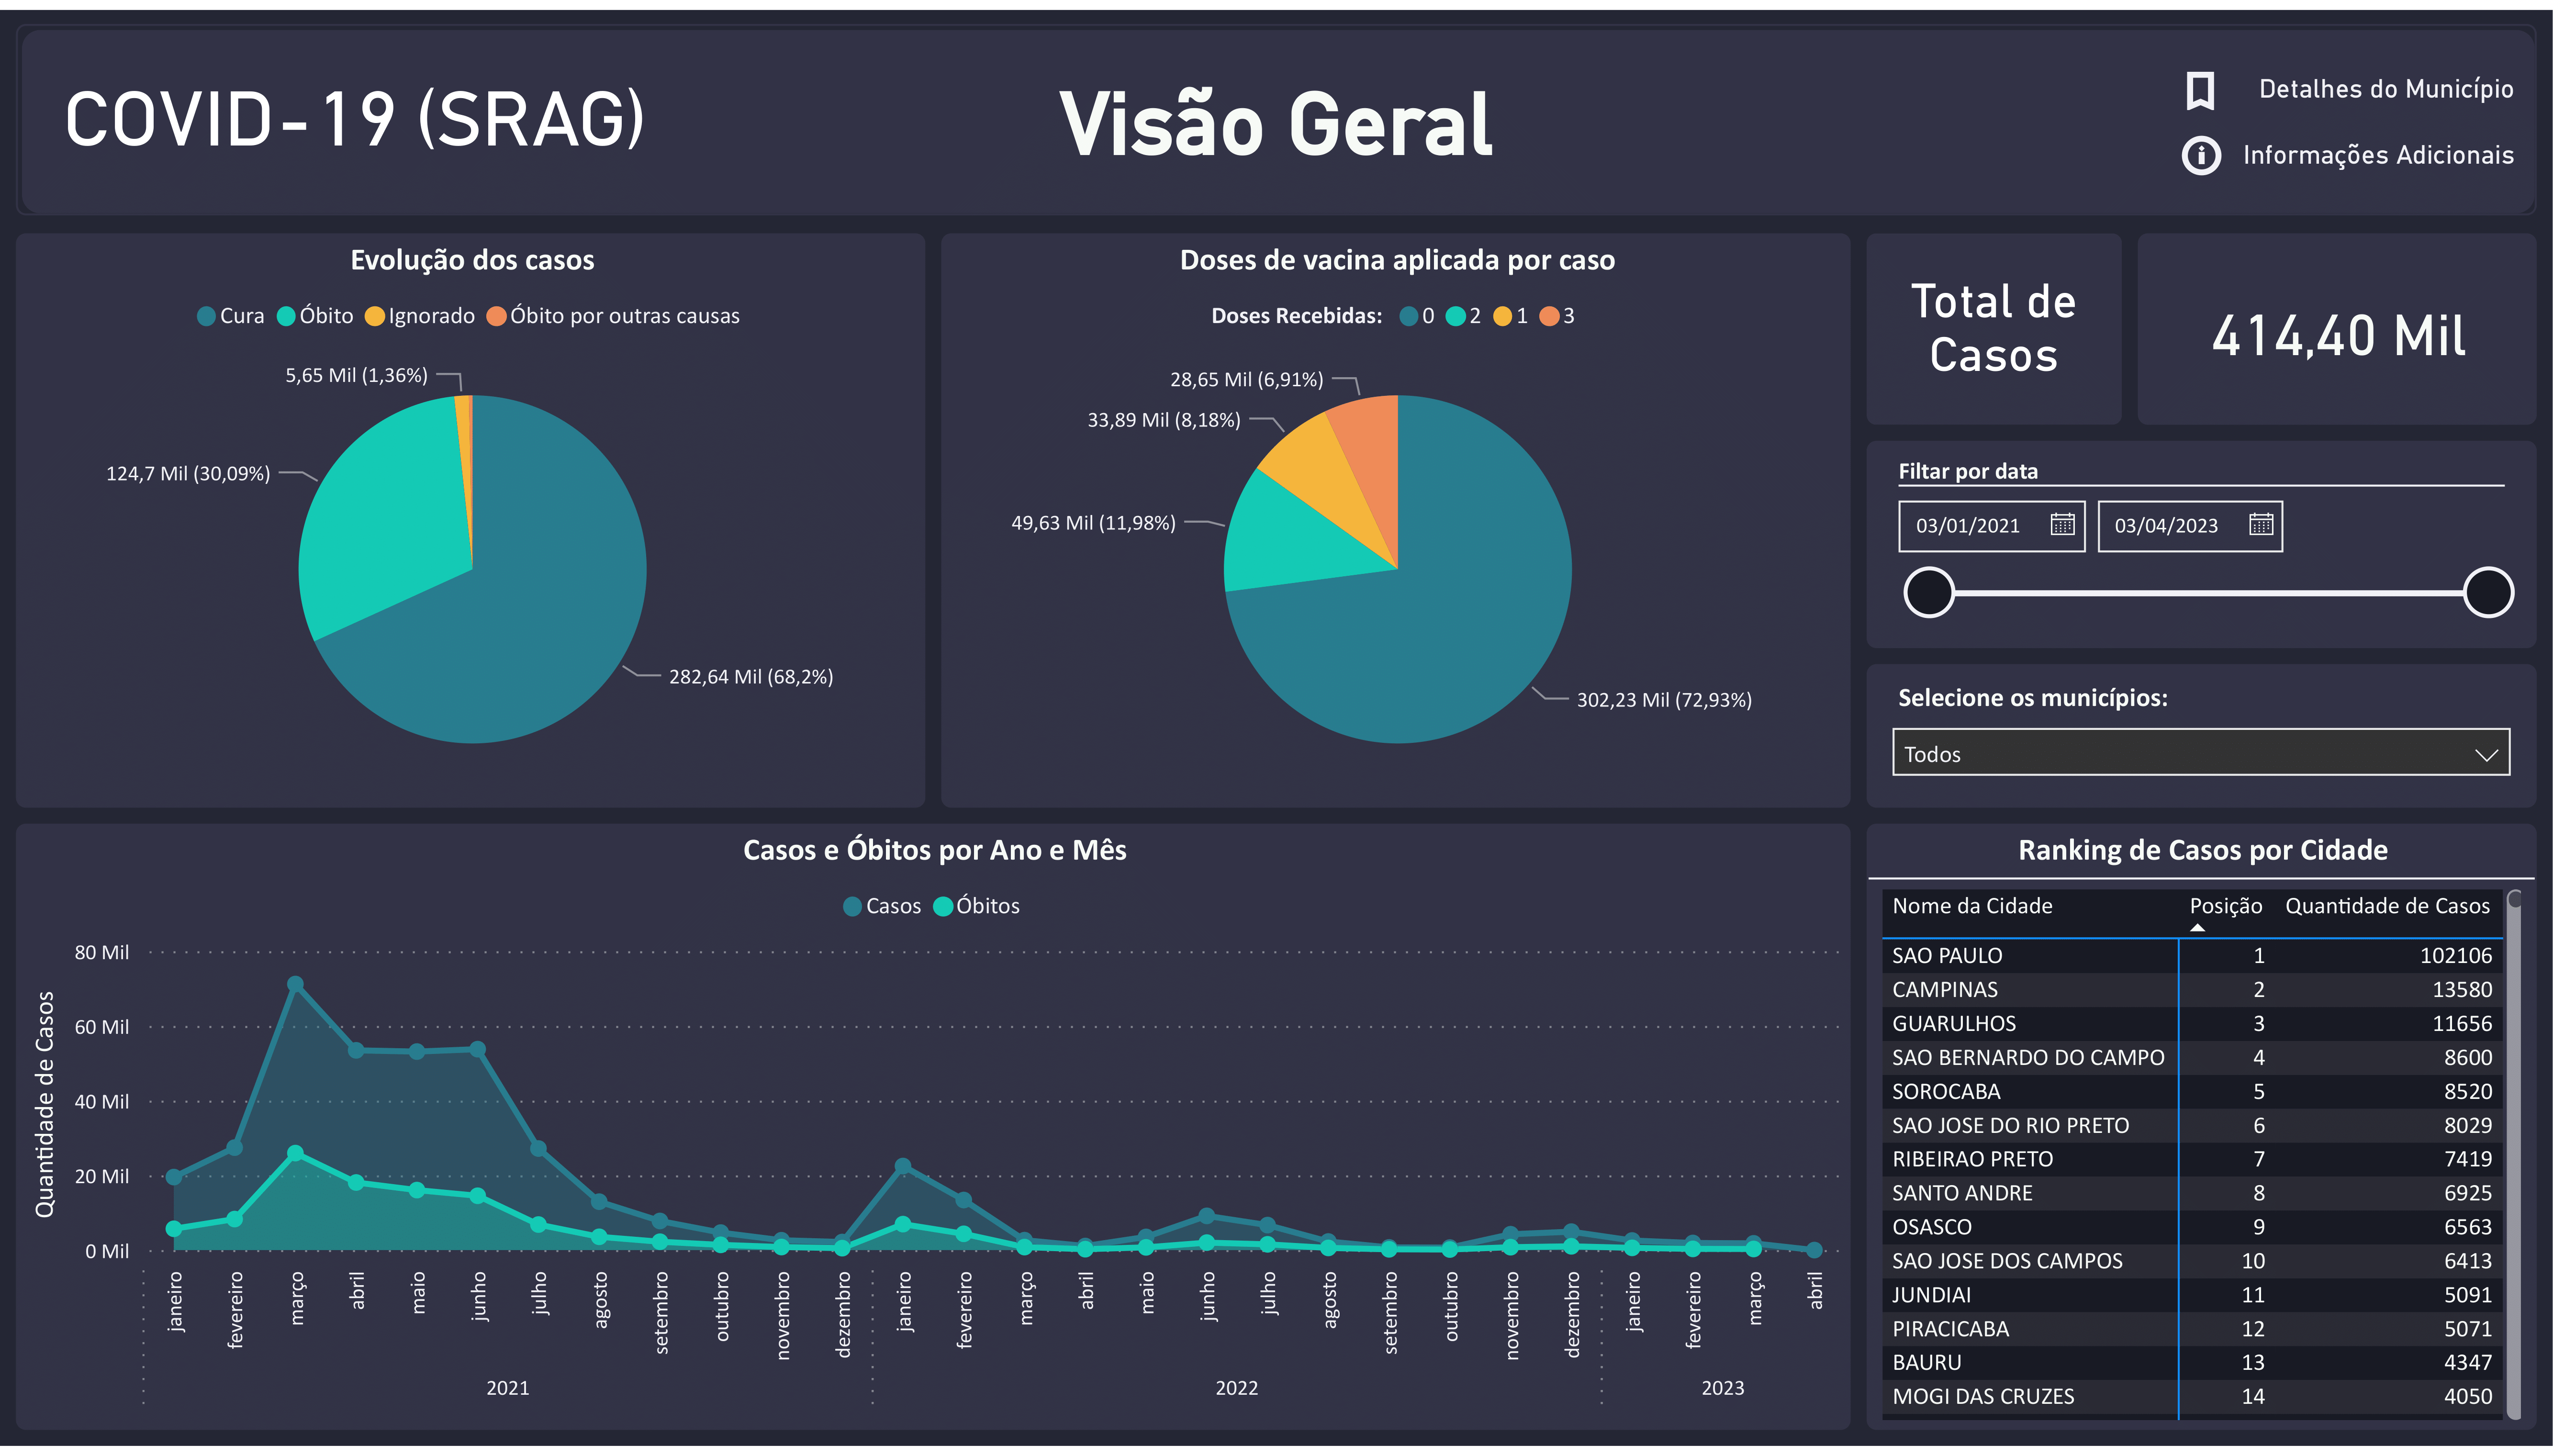 COVID-19 (SRAG)
Visão Geral
Detalhes do Município
Informações Adicionais
Evolução dos casos
Cura Óbito Ignorado Óbito por outras causas
5,65 Mil (1,36%)
124,7 Mil (30,09%)
282,64 Mil (68,2%)
Doses de vacina aplicada por caso
Doses Recebidas: 0 2 1 3
28,65 Mil (6,91%)
33,89 Mil (8,18%)
49,63 Mil (11,98%)
302,23 Mil (72,93%)
Total de
Casos
414,40 Mil
Filtar por data
03/01/2021 03/04/2023
Selecione os municípios:
Todos
Casos e Óbitos por Ano e Mês
Casos Óbitos
Quantidade de Casos
80 Mil
60 Mil
40 Mil
20 Mil
0 Mil
janeiro fevereiro março abril maio junho julho agosto setembro outubro novembro dezembro janeiro fevereiro março abril maio junho julho agosto setembro outubro novembro dezembro janeiro fevereiro março abril
2021 2022 2023
Ranking de Casos por Cidade
Nome da Cidade Posição Quantidade de Casos
SAO PAULO 1 102106
CAMPINAS 2 13580
GUARULHOS 3 11656
SAO BERNARDO DO CAMPO 4 8600
SOROCABA 5 8520
SAO JOSE DO RIO PRETO 6 8029
RIBEIRAO PRETO 7 7419
SANTO ANDRE 8 6925
OSASCO 9 6563
SAO JOSE DOS CAMPOS 10 6413
JUNDIAI 11 5091
PIRACICABA 12 5071
BAURU 13 4347
MOGI DAS CRUZES 14 4050